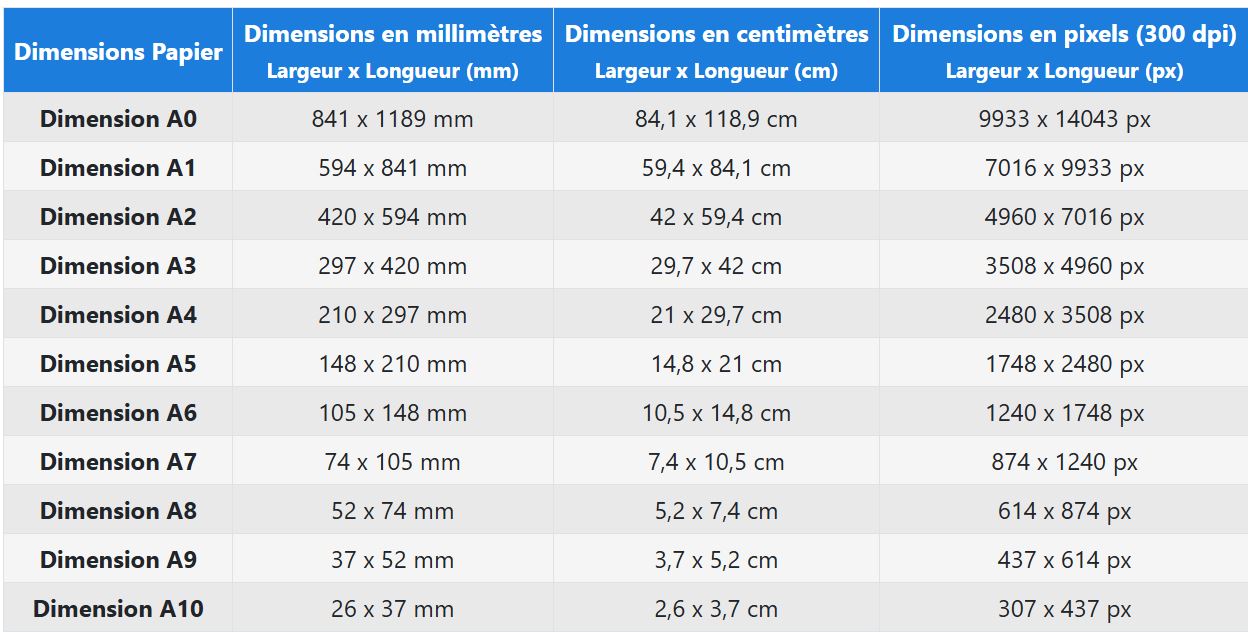 Dimensions Papier Dimensions en millimètres Dimensions en centimètres Dimensions en pixels (300 dpi)
Largeur x Longueur (mm) Largeur x Longueur (cm) Largeur x Longueur (px)
Dimension A0 841 x 1189 mm 84,1 x 118,9 cm 9933 x 14043 px
Dimension A1 594 x 841 mm 59,4 x 84,1 cm 7016 x 9933 px
Dimension A2 420 x 594 mm 42 x 59,4 cm 4960 x 7016 px
Dimension A3 297 x 420 mm 29,7 x 42 cm 3508 x 4960 px
Dimension A4 210 x 297 mm 21 x 29,7 cm 2480 x 3508 px
Dimension A5 148 x 210 mm 14,8 x 21 cm 1748 x 2480 px
Dimension A6 105 x 148 mm 10,5 x 14,8 cm 1240 x 1748 px
Dimension A7 74 x 105 mm 7,4 x 10,5 cm 874 x 1240 px
Dimension A8 52 x 74 mm 5,2 x 7,4 cm 614 x 874 px
Dimension A9 37 x 52 mm 3,7 x 5,2 cm 437 x 614 px
Dimension A10 26 x 37 mm 2,6 x 3,7 cm 307 x 437 px